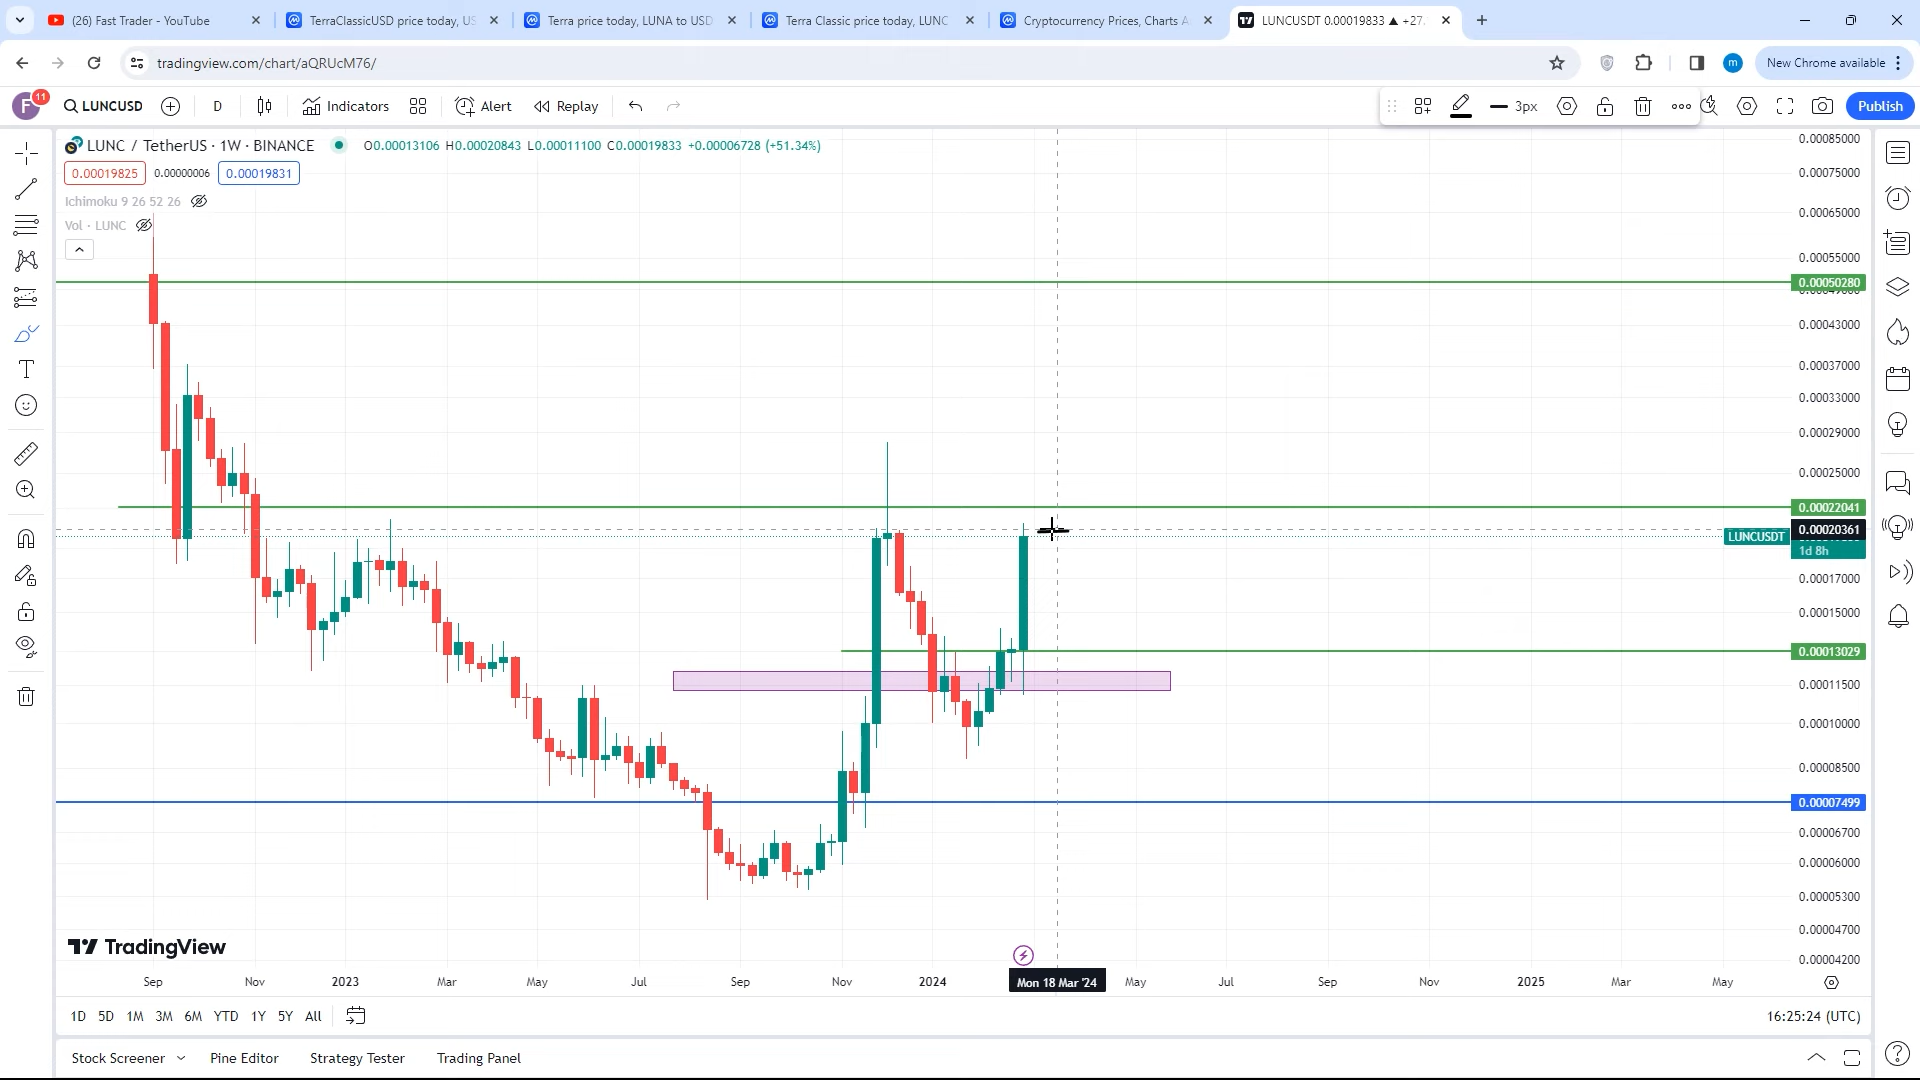 (26) Fast Trader - YouTube
TerraClassicUSD price today, US
Terra price today, LUNA to USD
Terra Classic price today, LUNC
Cryptocurrency Prices, Charts A
LUNCUSDT 0.00019833 ▲ +27.
tradingview.com/chart/aQRUcM76/
m
New Chrome available
F 11
LUNCUSD
D
Indicators
Alert
Replay
3px
Publish
LUNC / TetherUS · 1W · BINANCE
O0.00013106 H0.00020843 L0.00011100 C0.00019833 +0.00006728 (+51.34%)
0.00019825 0.00000006 0.00019831
Ichimoku 9 26 52 26
Vol · LUNC
0.00085000
0.00075000
0.00065000
0.00055000
0.00050280
0.00043000
0.00037000
0.00033000
0.00029000
0.00025000
0.00022041
0.00020361
LUNCUSDT
1d 8h
0.00017000
0.00015000
0.00013029
0.00011500
0.00010000
0.00008500
0.00007499
0.00006700
0.00006000
0.00005300
0.00004700
0.00004200
TradingView
Sep Nov 2023 Mar May Jul Sep Nov 2024 Mon 18 Mar '24 May Jul Sep Nov 2025 Mar May
1D 5D 1M 3M 6M YTD 1Y 5Y All
16:25:24 (UTC)
Stock Screener Pine Editor Strategy Tester Trading Panel